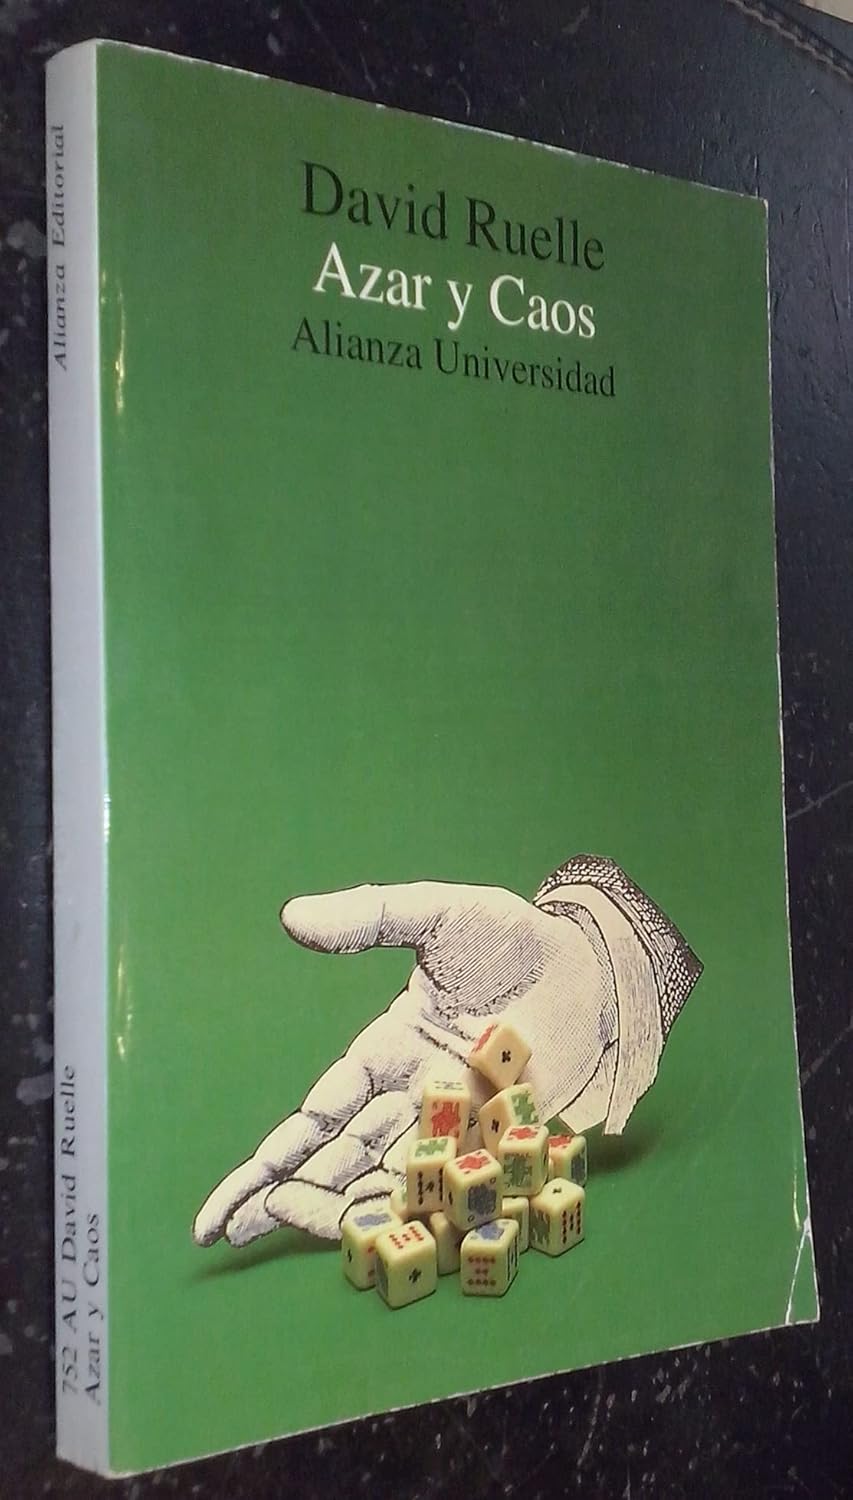 David Ruelle
Azar y Caos
Alianza Universidad
Alianza Editorial
752 AU David Ruelle
Azar y Caos